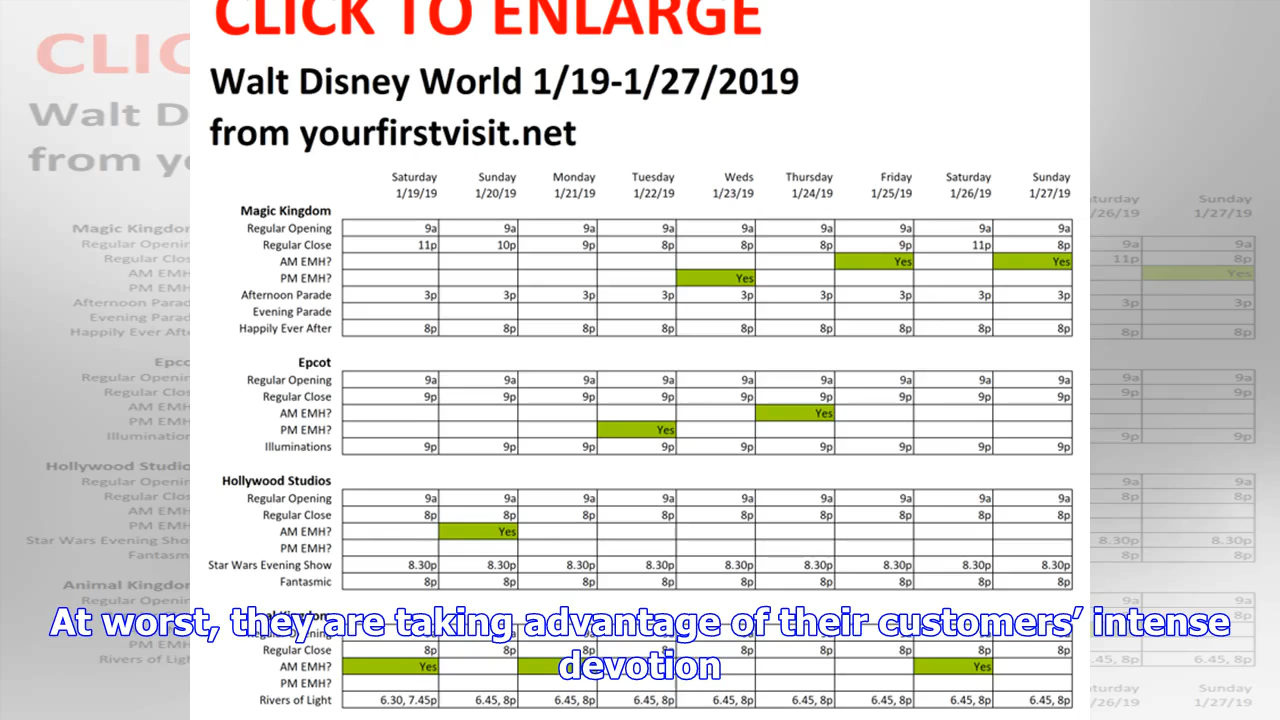 CLICK TO ENLARGE
Walt Disney World 1/19-1/27/2019
from yourfirstvisit.net
Saturday Sunday Monday Tuesday Weds Thursday Friday Saturday Sunday
1/19/19 1/20/19 1/21/19 1/22/19 1/23/19 1/24/19 1/25/19 1/26/19 1/27/19
Magic Kingdom
Regular Opening 9a 9a 9a 9a 9a 9a 9a 9a 9a
Regular Close 11p 10p 9p 8p 8p 8p 9p 11p 8p
AM EMH? Yes Yes
PM EMH? Yes
Afternoon Parade 3p 3p 3p 3p 3p 3p 3p 3p 3p
Evening Parade
Happily Ever After 8p 8p 8p 8p 8p 8p 8p 8p 8p
Epcot
Regular Opening 9a 9a 9a 9a 9a 9a 9a 9a 9a
Regular Close 9p 9p 9p 9p 9p 9p 9p 9p 9p
AM EMH? Yes
PM EMH? Yes
Illuminations 9p 9p 9p 9p 9p 9p 9p 9p 9p
Hollywood Studios
Regular Opening 9a 9a 9a 9a 9a 9a 9a 9a 9a
Regular Close 8p 8p 8p 8p 8p 8p 8p 8p 8p
AM EMH? Yes
PM EMH?
Star Wars Evening Show 8.30p 8.30p 8.30p 8.30p 8.30p 8.30p 8.30p 8.30p 8.30p
Fantasmic 8p 8p 8p 8p 8p 8p 8p 8p 8p
At worst, they are taking advantage of their customers’ intense
devotion
Regular Close 8p 8p 8p 8p 8p 8p 8p 8p 8p
AM EMH? Yes Yes
PM EMH?
Rivers of Light 6.30, 7.45p 6.45, 8p 6.45, 8p 6.45, 8p 6.45, 8p 6.45, 8p 6.45, 8p 6.45, 8p 6.45, 8p